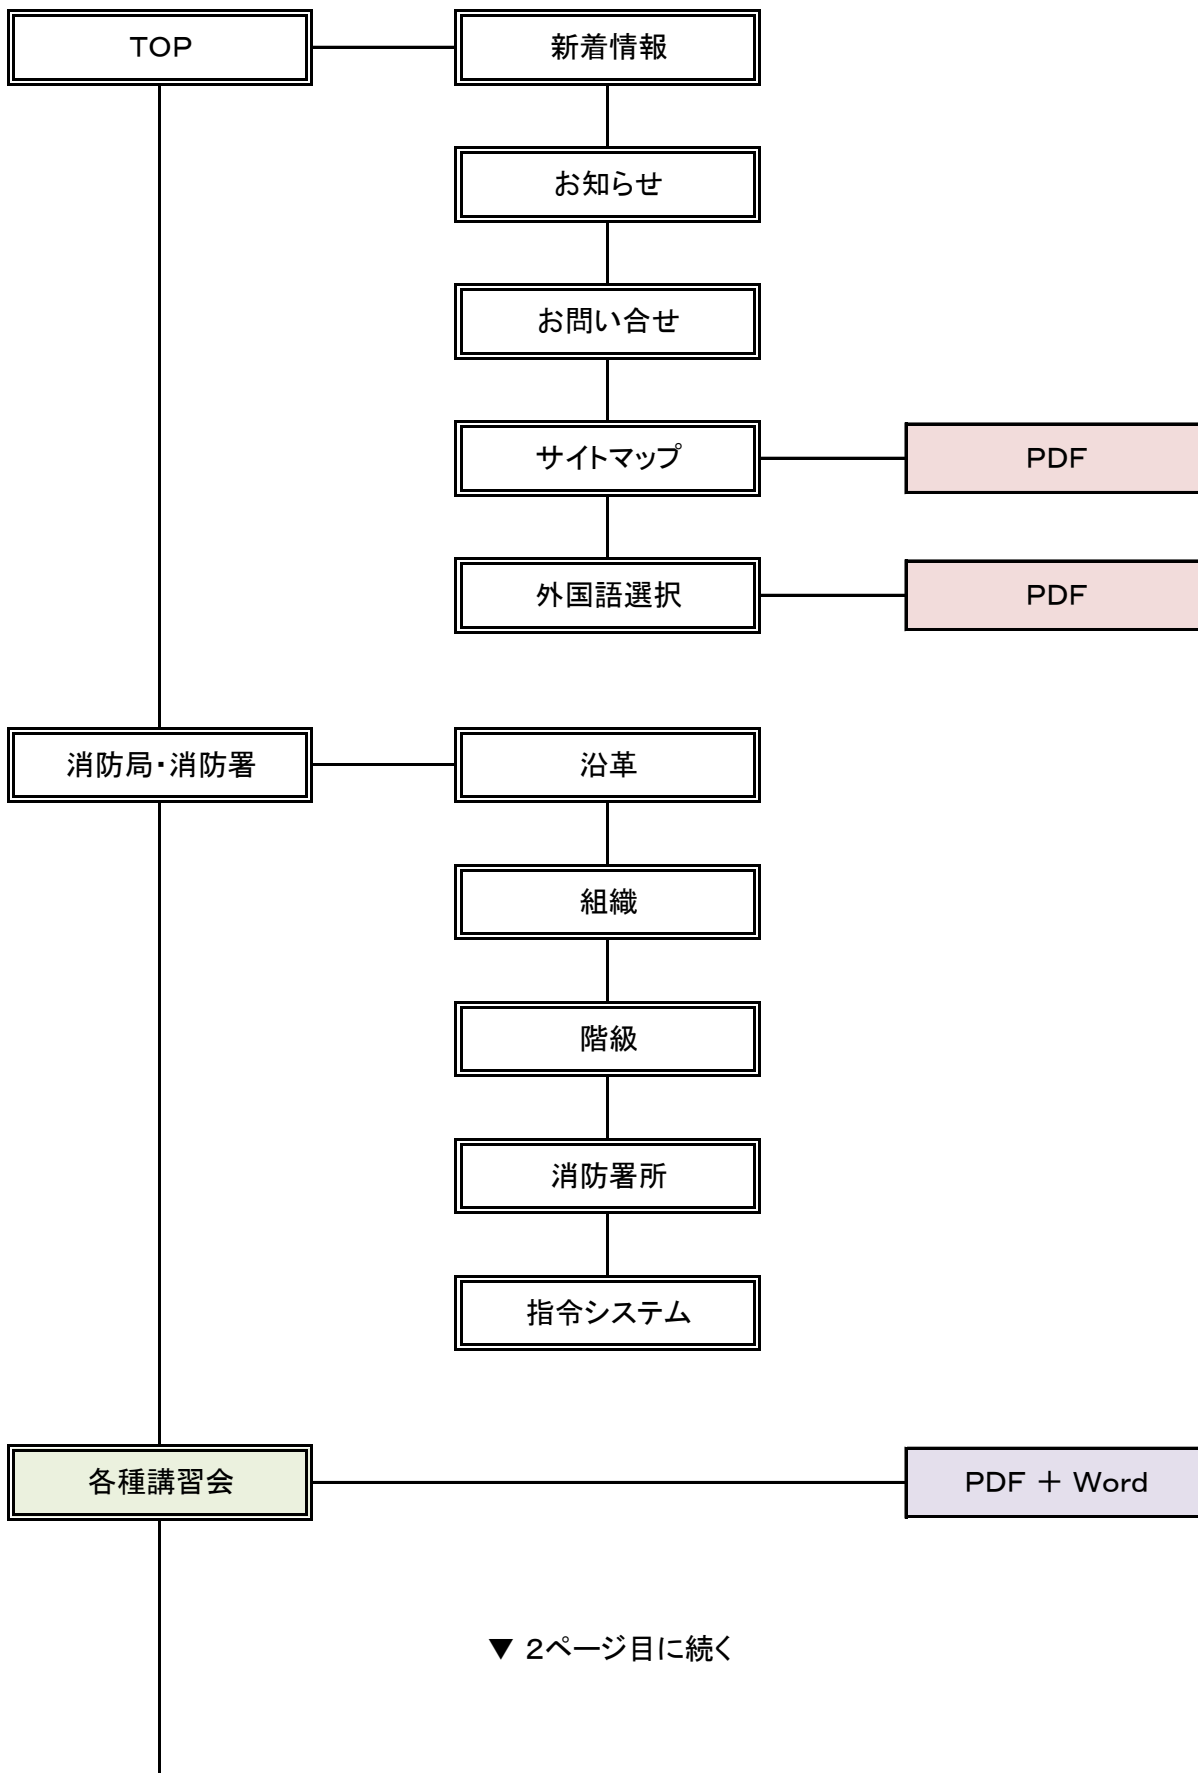 TOP
新着情報
お知らせ
お問い合せ
サイトマップ
PDF
外国語選択
PDF
消防局・消防署
沿革
組織
階級
消防署所
指令システム
各種講習会
PDF ＋ Word
▼ 2ページ目に続く